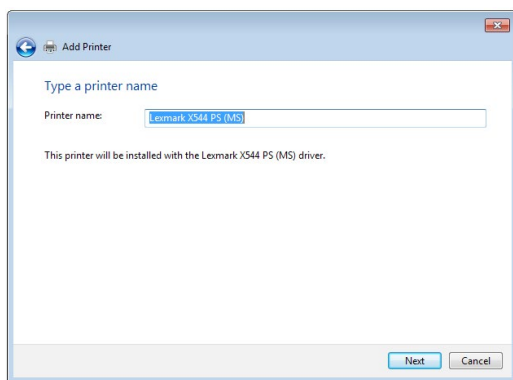 Add Printer
Type a printer name
Printer name: Lexmark X544 PS (MS)
This printer will be installed with the Lexmark X544 PS (MS) driver.
Next Cancel